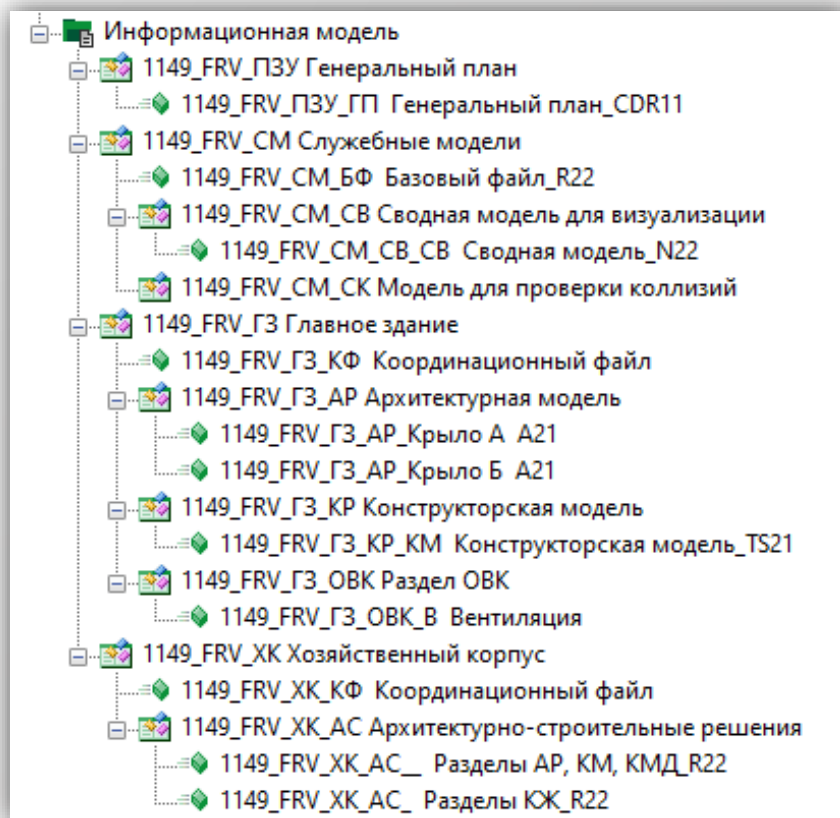 Информационная модель
1149_FRV_ПЗУ Генеральный план
1149_FRV_ПЗУ_ГП Генеральный план_CDR11
1149_FRV_СМ Служебные модели
1149_FRV_СМ_БФ Базовый файл_R22
1149_FRV_СМ_СВ Сводная модель для визуализации
1149_FRV_СМ_СВ_СВ Сводная модель_N22
1149_FRV_СМ_СК Модель для проверки коллизий
1149_FRV_ГЗ Главное здание
1149_FRV_ГЗ_КФ Координационный файл
1149_FRV_ГЗ_АР Архитектурная модель
1149_FRV_ГЗ_АР_Крыло А A21
1149_FRV_ГЗ_АР_Крыло Б A21
1149_FRV_ГЗ_КР Конструкторская модель
1149_FRV_ГЗ_КР_КМ Конструкторская модель_TS21
1149_FRV_ГЗ_ОВК Раздел ОВК
1149_FRV_ГЗ_ОВК_В Вентиляция
1149_FRV_ХК Хозяйственный корпус
1149_FRV_ХК_КФ Координационный файл
1149_FRV_ХК_АС Архитектурно-строительные решения
1149_FRV_ХК_АС__ Разделы АР, КМ, КМД_R22
1149_FRV_ХК_АС_ Разделы КЖ_R22